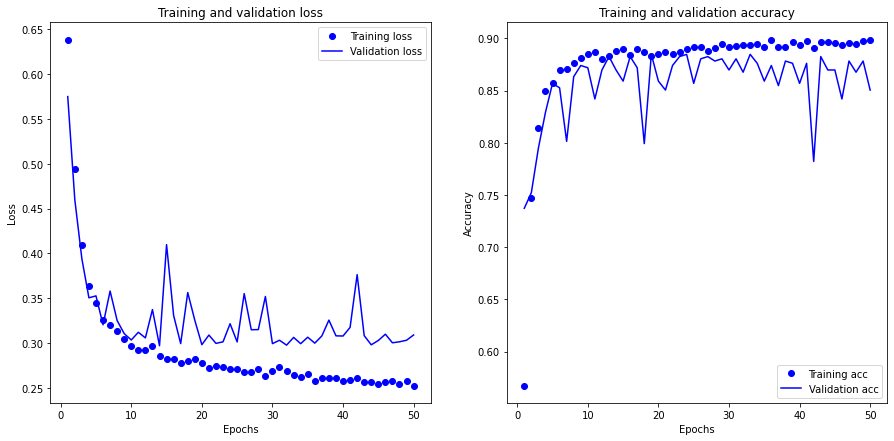 Training and validation loss
0.65
0.60
0.55
0.50
0.45
0.40
0.35
0.30
0.25
Loss
Training loss
Validation loss
0 10 20 30 40 50
Epochs
Training and validation accuracy
0.90
0.85
0.80
0.75
0.70
0.65
0.60
Accuracy
Training acc
Validation acc
0 10 20 30 40 50
Epochs